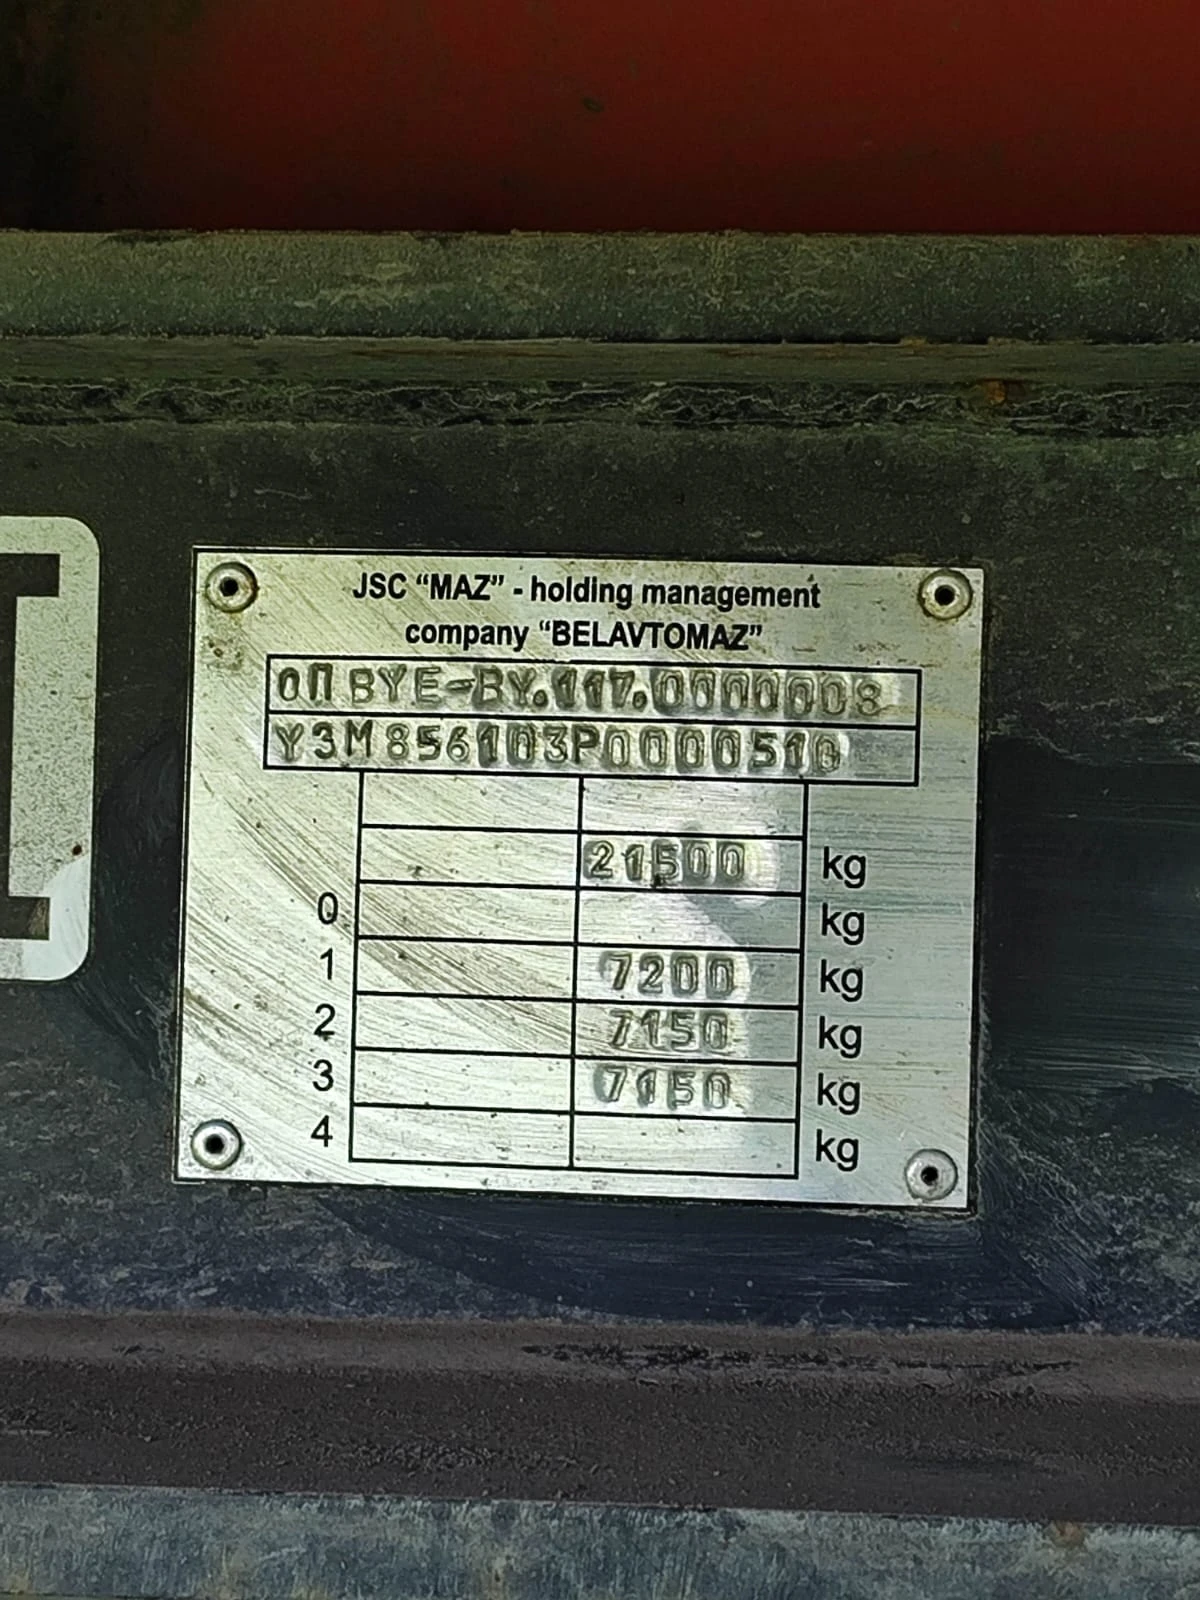 JSC “MAZ” - holding management
company “BELAVTOMAZ”
ОП BYE-BY.117.0000008
Y3M856103P0000510
21500 kg
0 kg
1 7200 kg
2 7150 kg
3 7150 kg
4 kg